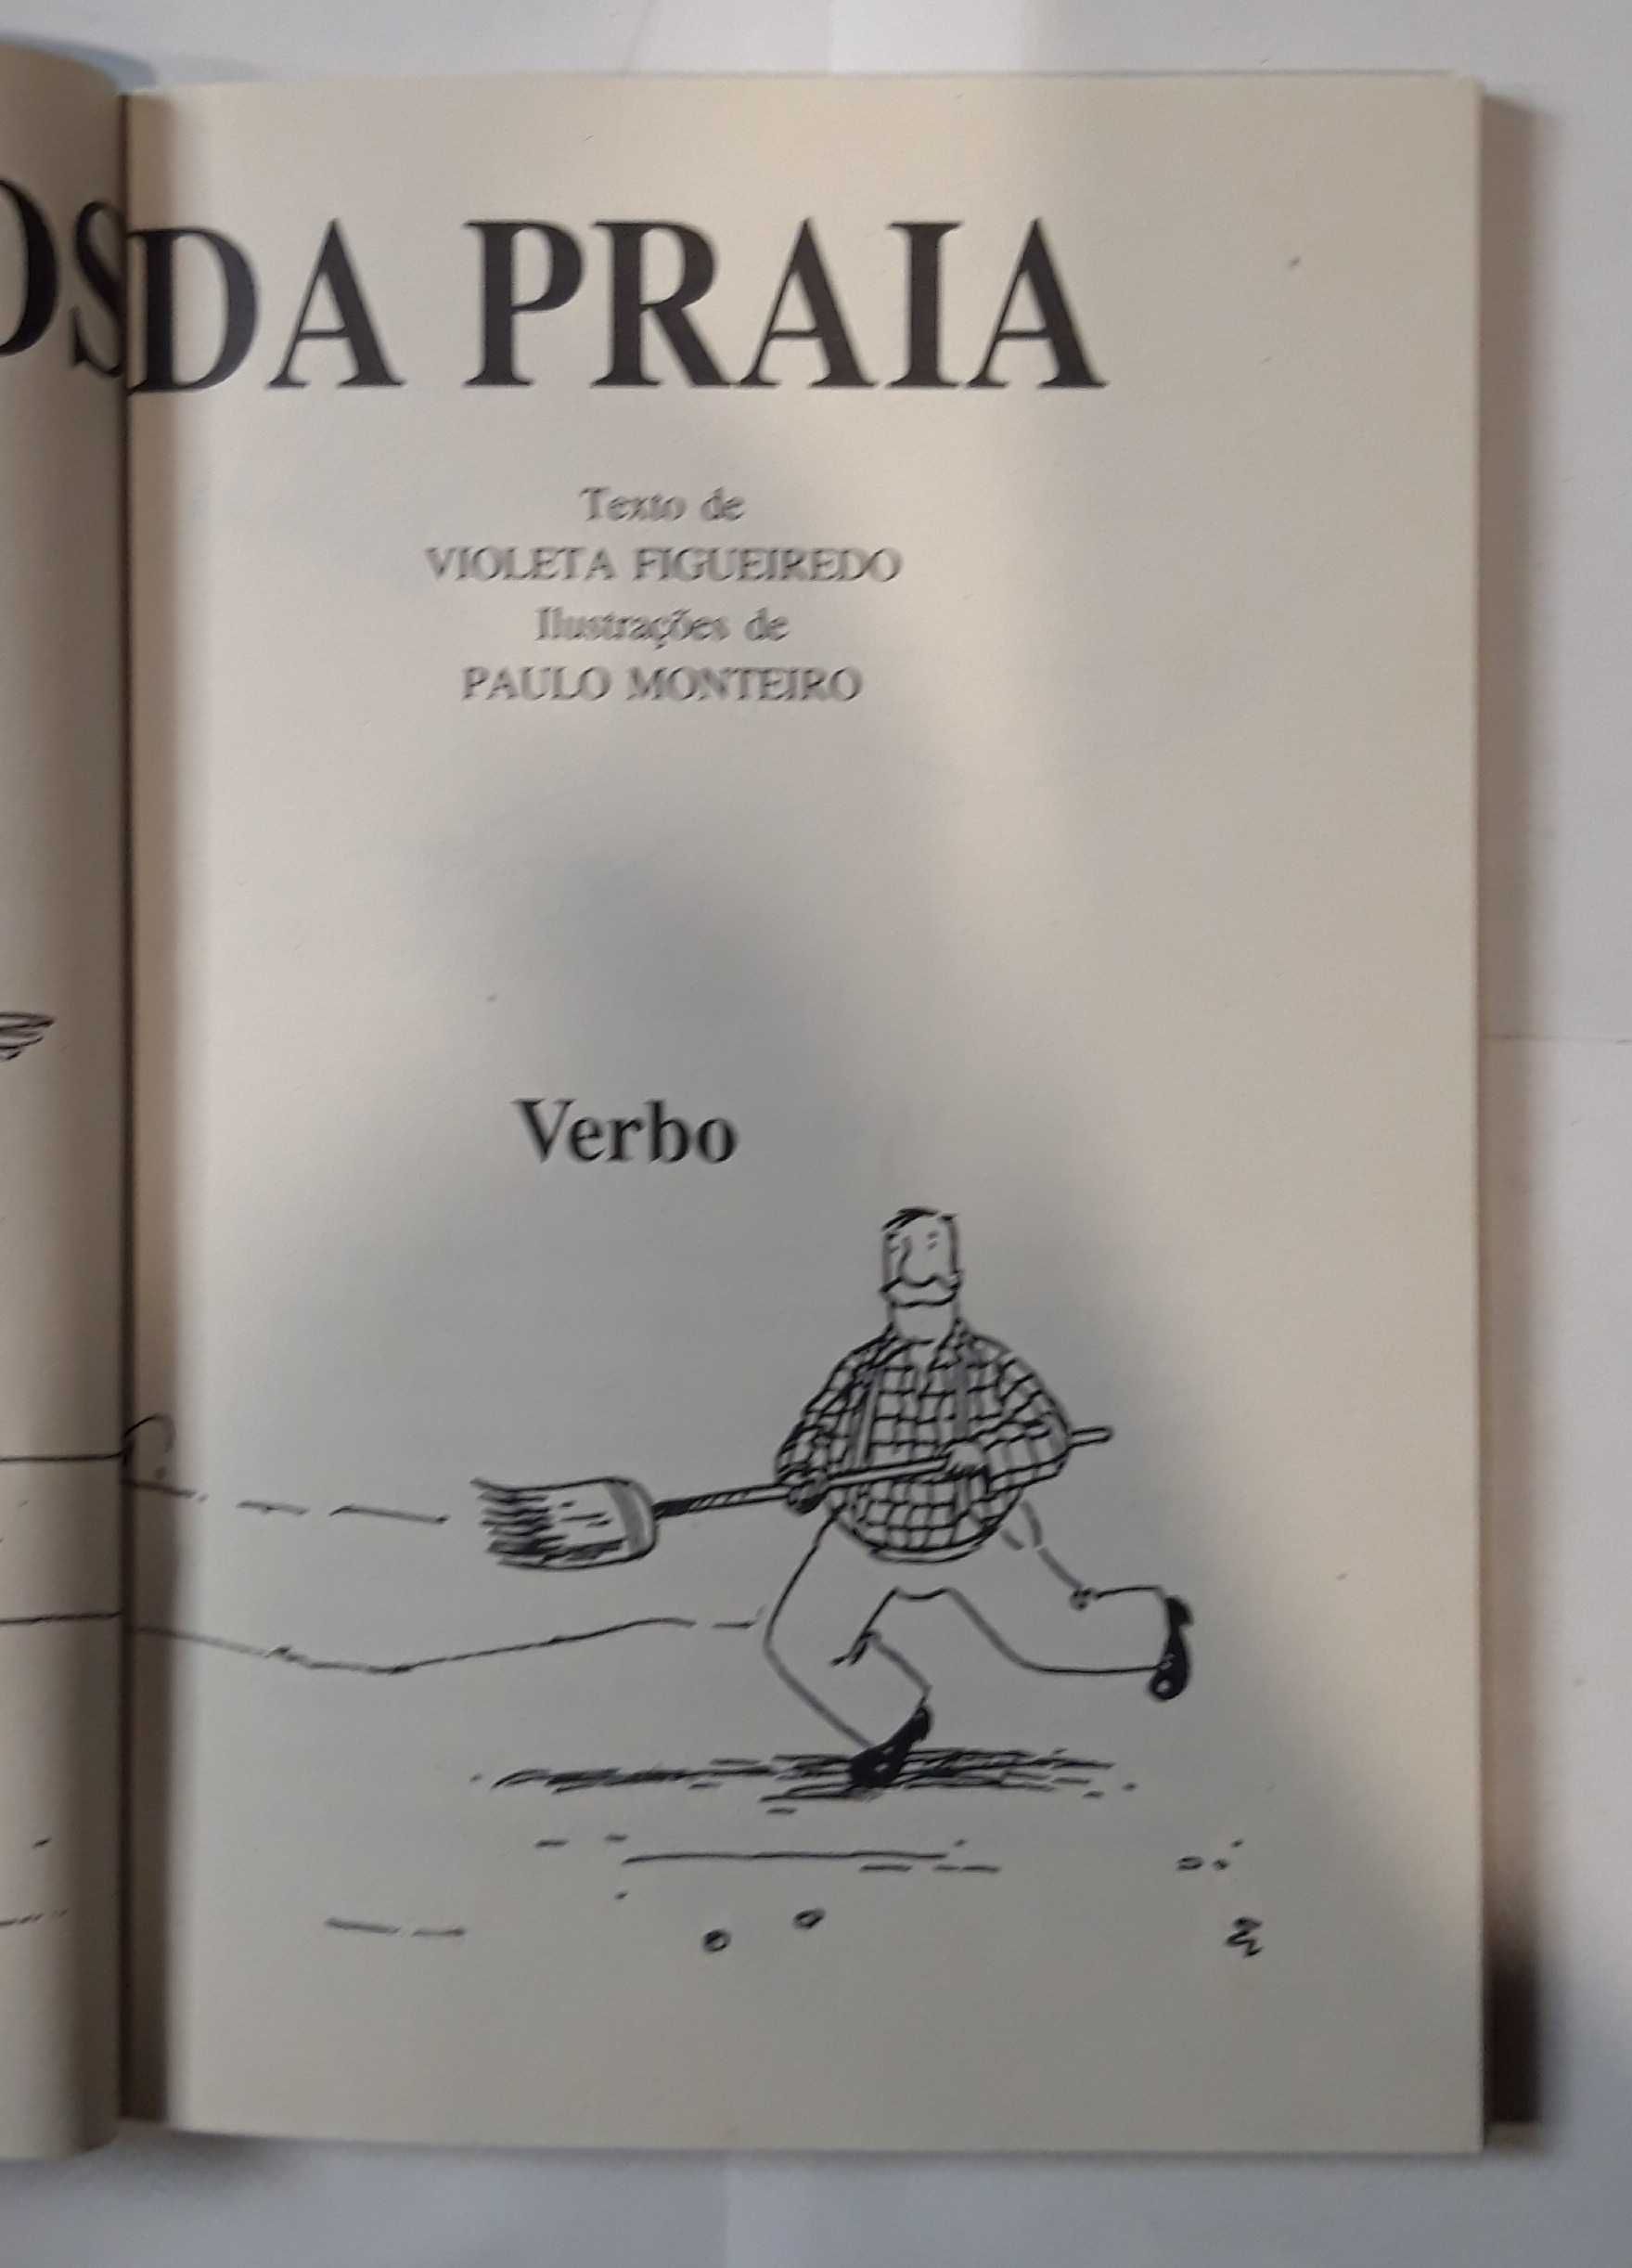 OS DA PRAIA
Texto de
VIOLETA FIGUEIREDO
Ilustrações de
PAULO MONTEIRO
Verbo